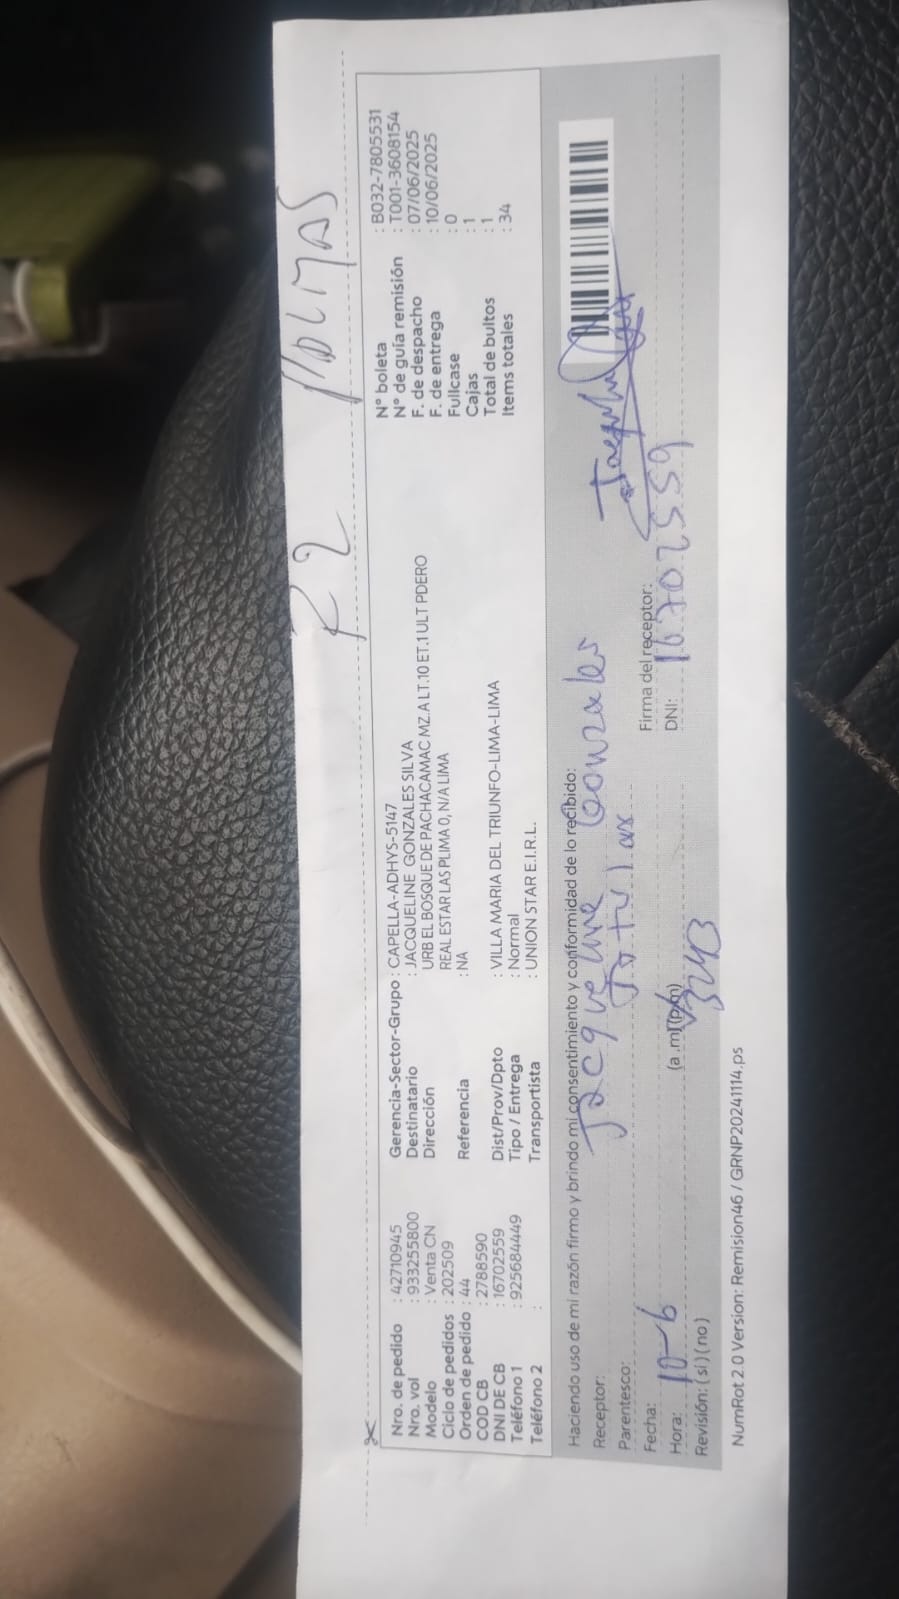 F2 POLMAS
Nro. de pedido : 42710945
Nro. vol : 933255800
Modelo : Venta CN
Ciclo de pedidos : 202509
Orden de pedido : 44
COD CB : 2788590
DNI DE CB : 16702559
Teléfono 1 : 925684449
Teléfono 2 :
Gerencia-Sector-Grupo : CAPELLA-ADHYS-5147
Destinatario : JACQUELINE GONZALES SILVA
Dirección URB EL BOSQUE DE PACHACAMAC MZ.A LT.10 ET.1 ULT PDERO
REAL ESTAR LAS PLIMA 0, N/A LIMA
Referencia : NA
Dist/Prov/Dpto : VILLA MARIA DEL TRIUNFO-LIMA-LIMA
Tipo / Entrega : Normal
Transportista : UNION STAR E.I.R.L.
N° boleta : B032-7805531
N° de guía remisión : T001-3608154
F. de despacho : 07/06/2025
F. de entrega : 10/06/2025
Fullcase : 0
Cajas : 1
Total de bultos : 1
Items totales : 34
Haciendo uso de mi razón firmo y brindo mi consentimiento y conformidad de lo recibido:
Receptor: Jacqueline Gonzales
Parentesco: Titular
Fecha: 10-6
Hora: (a .m)(p.m) 3243
Revisión: ( si ) ( no )
Firma del receptor:
DNI: 16702559
NumRot 2.0 Version: Remision46 / GRNP20241114.ps